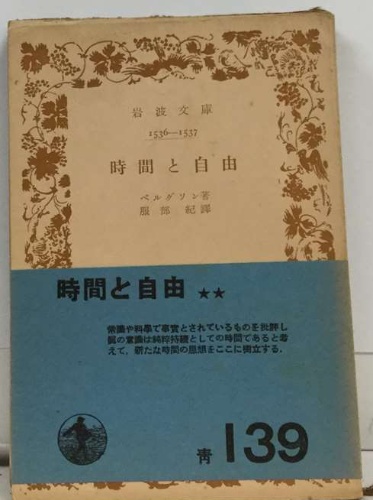 岩波文庫
1536—1537
時間と自由
ベルグソン著
服部紀譯
時間と自由 ★★
常識や科學で事實とされているものを批評し
眞の意識は純粹持續としての時間であると考
えて，新たな時間の思想をここに樹立する．
青 139